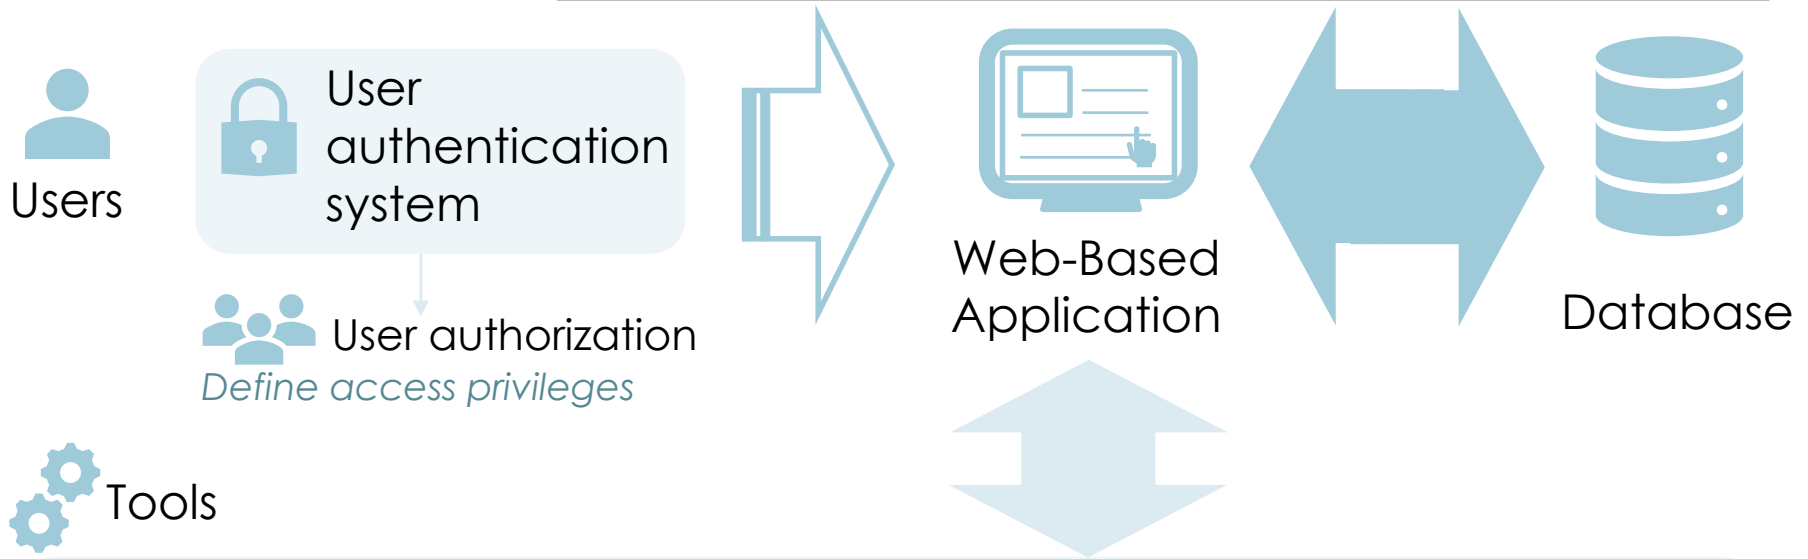 Users
User
authentication
system
User authorization
Define access privileges
Web-Based
Application
Database
Tools